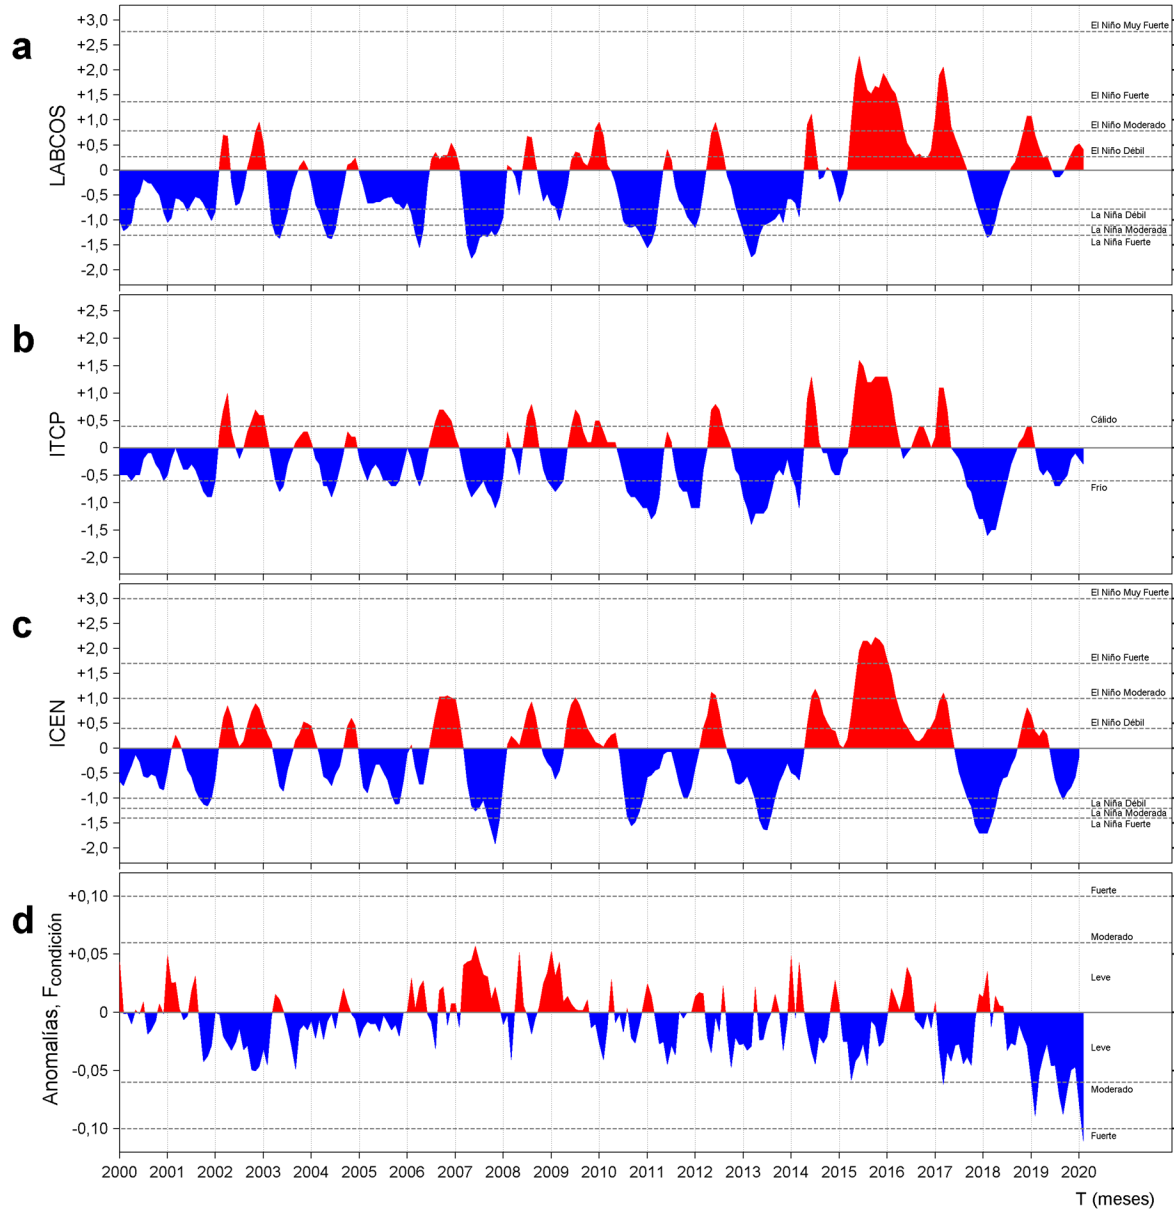 a
LABCOS
+3,0
+2,5
+2,0
+1,5
+1,0
+0,5
0
-0,5
-1,0
-1,5
-2,0
El Niño Muy Fuerte
El Niño Fuerte
El Niño Moderado
El Niño Débil
La Niña Débil
La Niña Moderada
La Niña Fuerte
b
ITCP
+2,5
+2,0
+1,5
+1,0
+0,5
0
-0,5
-1,0
-1,5
-2,0
Cálido
Frio
c
ICEN
+3,0
+2,5
+2,0
+1,5
+1,0
+0,5
0
-0,5
-1,0
-1,5
-2,0
El Niño Muy Fuerte
El Niño Fuerte
El Niño Moderado
El Niño Débil
La Niña Débil
La Niña Moderada
La Niña Fuerte
d
Anomalías, Fcondición
+0,10
+0,05
0
-0,05
-0,10
Fuerte
Moderado
Leve
Leve
Moderado
Fuerte
2000 2001 2002 2003 2004 2005 2006 2007 2008 2009 2010 2011 2012 2013 2014 2015 2016 2017 2018 2019 2020
T (meses)